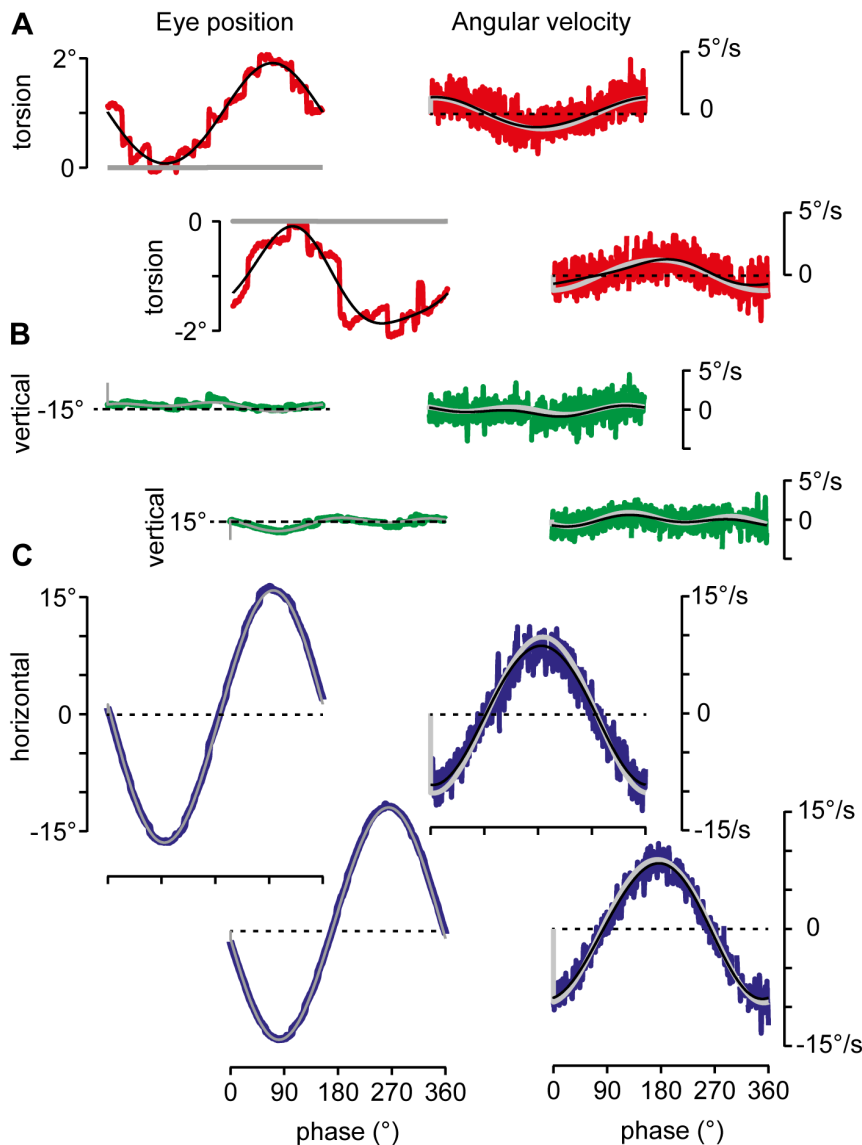 A
Eye position
Angular velocity
2°
torsion
0
5°/s
0
0
torsion
-2°
5°/s
0
B
vertical
-15°
5°/s
0
vertical
15°
5°/s
0
C
15°
horizontal
0
-15°
15°/s
0
-15/s
15°/s
0
-15°/s
0 90 180 270 360
phase (°)
0 90 180 270 360
phase (°)